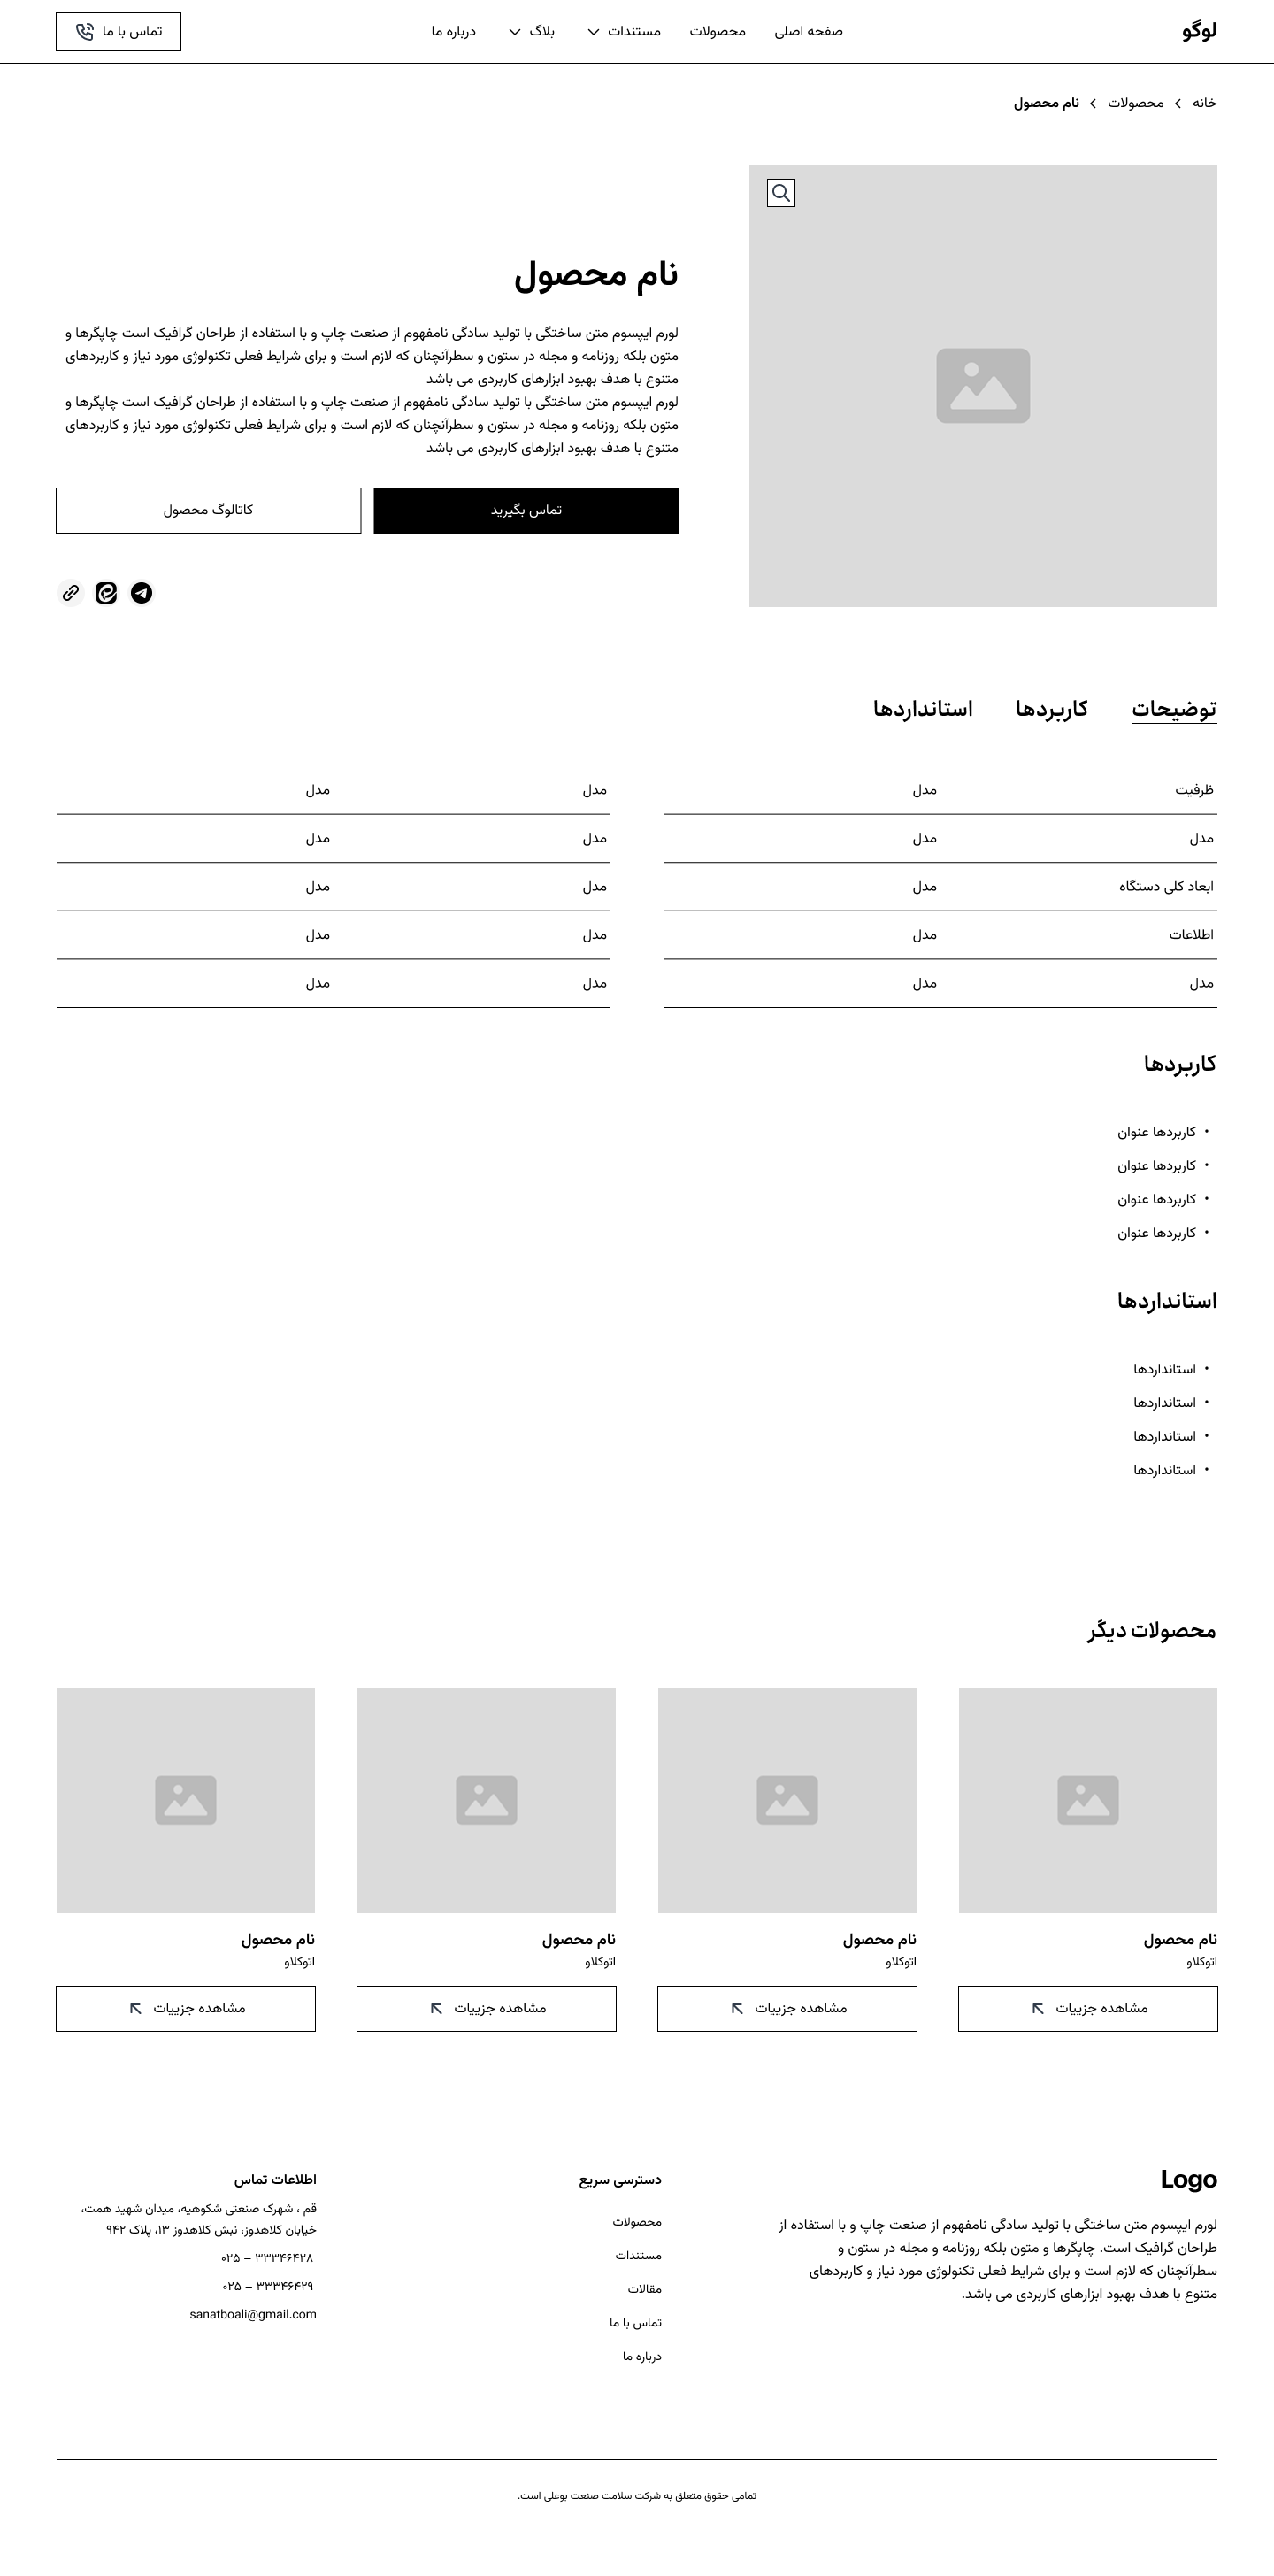 لوگو
صفحه اصلی
محصولات
مستندات
بلاگ
درباره ما
تماس با ما
خانه
محصولات
نام محصول
نام محصول
لورم ایپسوم متن ساختگی با تولید سادگی نامفهوم از صنعت چاپ و با استفاده از طراحان گرافیک است چاپگرها و
متون بلکه روزنامه و مجله در ستون و سطرآنچنان که لازم است و برای شرایط فعلی تکنولوژی مورد نیاز و کاربردهای
متنوع با هدف بهبود ابزارهای کاربردی می باشد
لورم ایپسوم متن ساختگی با تولید سادگی نامفهوم از صنعت چاپ و با استفاده از طراحان گرافیک است چاپگرها و
متون بلکه روزنامه و مجله در ستون و سطرآنچنان که لازم است و برای شرایط فعلی تکنولوژی مورد نیاز و کاربردهای
متنوع با هدف بهبود ابزارهای کاربردی می باشد
تماس بگیرید
کاتالوگ محصول
توضیحات
کاربردها
استانداردها
ظرفیت مدل
مدل مدل
ابعاد کلی دستگاه مدل
اطلاعات مدل
مدل مدل
مدل مدل
مدل مدل
مدل مدل
مدل مدل
مدل مدل
کاربردها
• کاربردها عنوان
• کاربردها عنوان
• کاربردها عنوان
• کاربردها عنوان
استانداردها
• استانداردها
• استانداردها
• استانداردها
• استانداردها
محصولات دیگر
نام محصول
اتوکلاو
مشاهده جزییات
نام محصول
اتوکلاو
مشاهده جزییات
نام محصول
اتوکلاو
مشاهده جزییات
نام محصول
اتوکلاو
مشاهده جزییات
Logo
لورم ایپسوم متن ساختگی با تولید سادگی نامفهوم از صنعت چاپ و با استفاده از
طراحان گرافیک است. چاپگرها و متون بلکه روزنامه و مجله در ستون و
سطرآنچنان که لازم است و برای شرایط فعلی تکنولوژی مورد نیاز و کاربردهای
متنوع با هدف بهبود ابزارهای کاربردی می باشد.
دسترسی سریع
محصولات
مستندات
مقالات
تماس با ما
درباره ما
اطلاعات تماس
قم ، شهرک صنعتی شکوهیه، میدان شهید همت،
خیابان کلاهدوز، نبش کلاهدوز ۱۳، پلاک ۹۴۲
۳۳۳۴۶۴۲۸ – ۰۲۵
۳۳۳۴۶۴۲۹ – ۰۲۵
sanatboali@gmail.com
تمامی حقوق متعلق به شرکت سلامت صنعت بوعلی است.